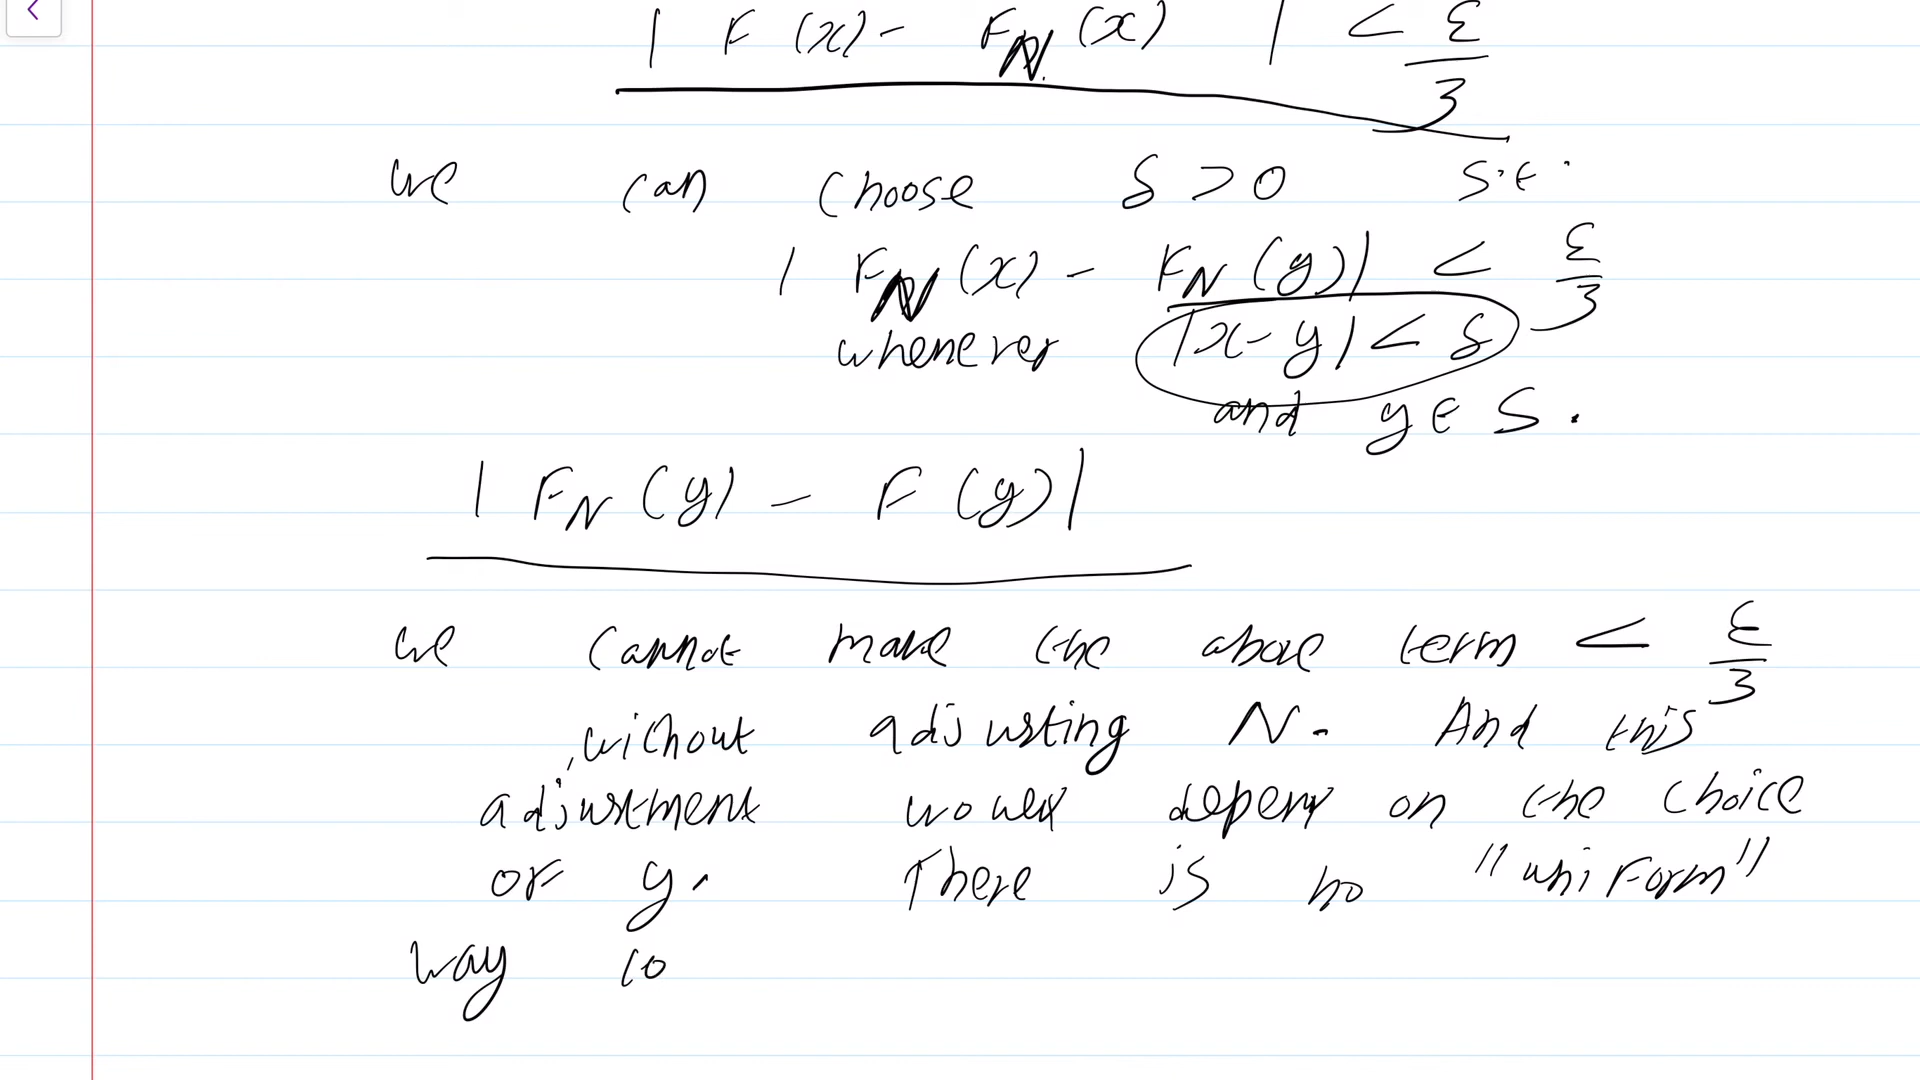 | F(x) - F_N(x) | < ε/3
we can choose δ > 0 s.t.
| F_N(x) - F_N(y) | < ε/3
whenever |x - y| < δ
and y ∈ S.
| F_N(y) - F(y) |
we cannot make the above term < ε/3
without adjusting N. And this
adjustment would depend on the choice
of y. There is no "uniform"
way to